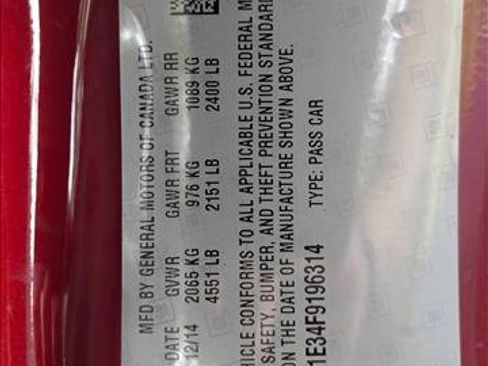 MFD BY GENERAL MOTORS OF CANADA LTD.
DATE GVWR GAWR FRT GAWR RR
12/14 2065 KG 976 KG 1089 KG
4551 LB 2151 LB 2400 LB
HICLE CONFORMS TO ALL APPLICABLE U.S. FEDERAL M
SAFETY, BUMPER, AND THEFT PREVENTION STANDARD
ON THE DATE OF MANUFACTURE SHOWN ABOVE.
1E34F9196314 TYPE: PASS CAR